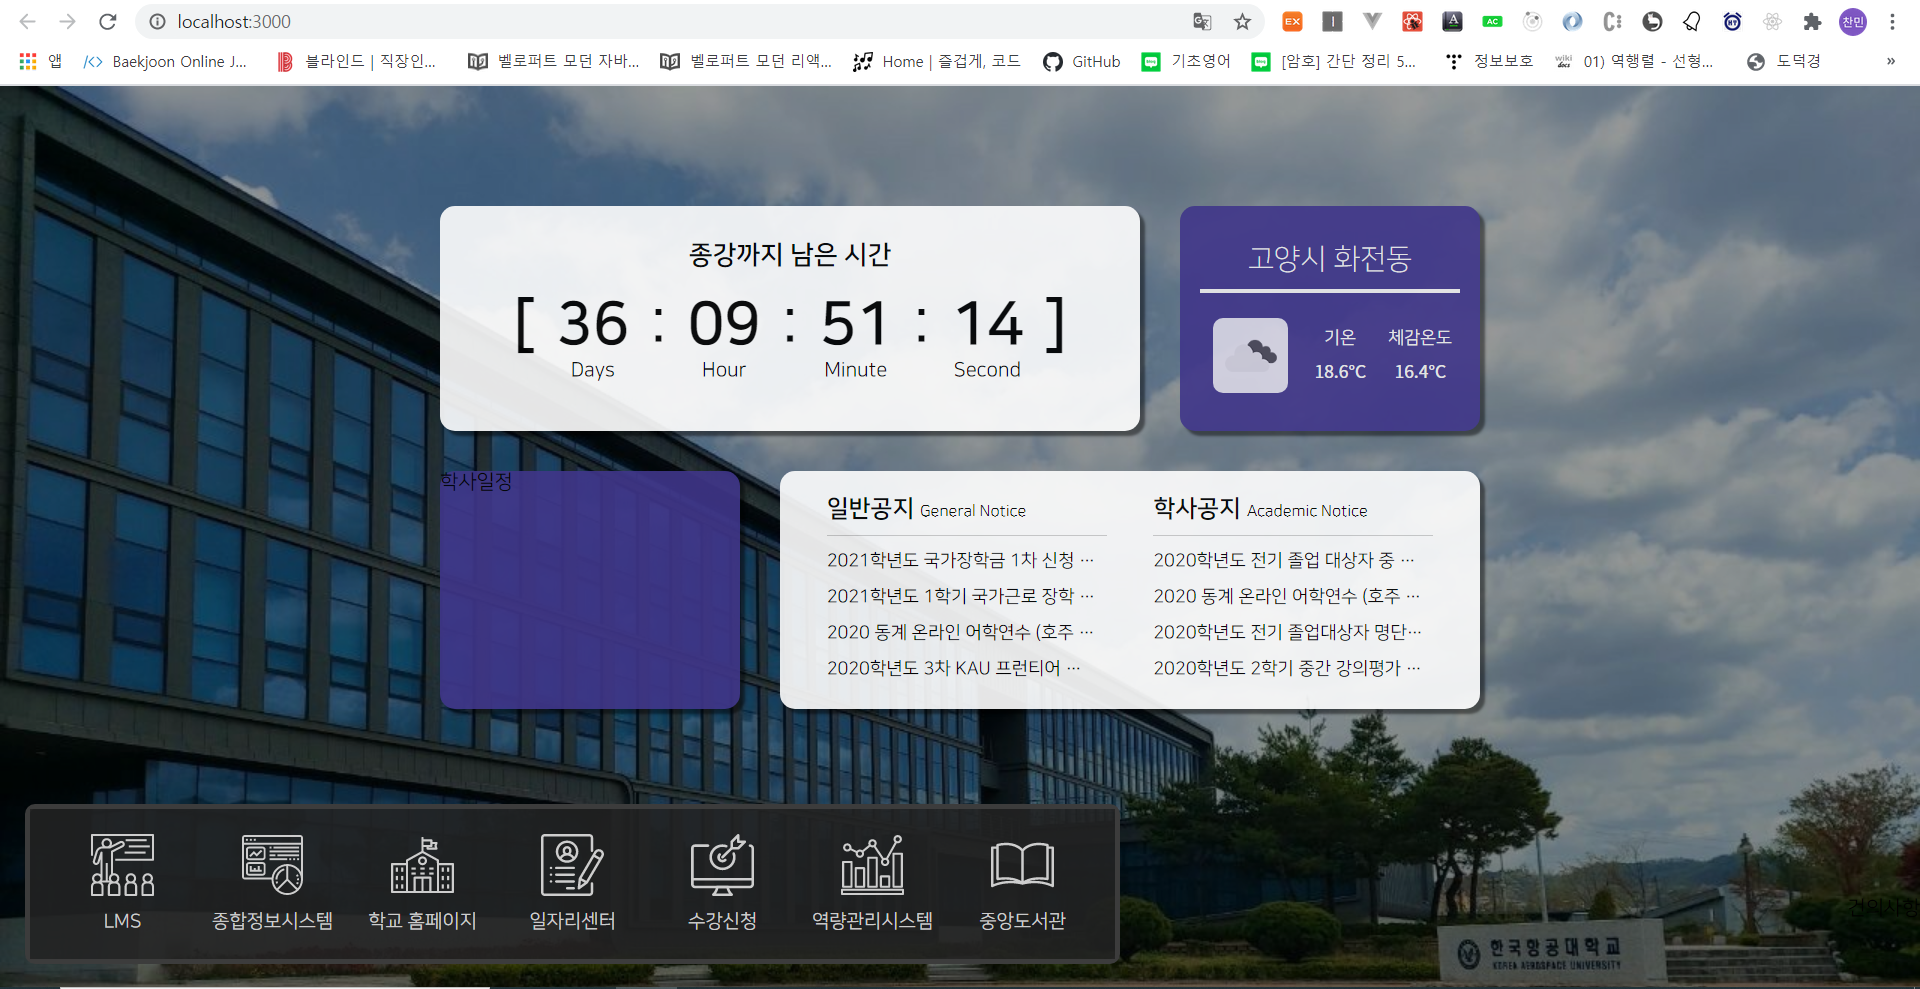 localhost:3000
EX
I
A
AC
찬민
앱
Baekjoon Online J...
블라인드 | 직장인...
벨로퍼트 모던 자바...
벨로퍼트 모던 리액...
Home | 즐겁게, 코드
GitHub
기초영어
[암호] 간단 정리 5...
정보보호
wiki docs
01) 역행렬 - 선형...
도덕경
»
종강까지 남은 시간
[ 36 : 09 : 51 : 14 ]
Days Hour Minute Second
고양시 화전동
기온 체감온도
18.6°C 16.4°C
학사일정
일반공지 General Notice
2021학년도 국가장학금 1차 신청 ···
2021학년도 1학기 국가근로 장학 ···
2020 동계 온라인 어학연수 (호주 ···
2020학년도 3차 KAU 프런티어 ···
학사공지 Academic Notice
2020학년도 전기 졸업 대상자 중 ···
2020 동계 온라인 어학연수 (호주 ···
2020학년도 전기 졸업대상자 명단···
2020학년도 2학기 중간 강의평가 ···
건의사항
LMS
종합정보시스템
학교 홈페이지
일자리센터
수강신청
역량관리시스템
중앙도서관
한국항공대학교
KOREA AEROSPACE UNIVERSITY